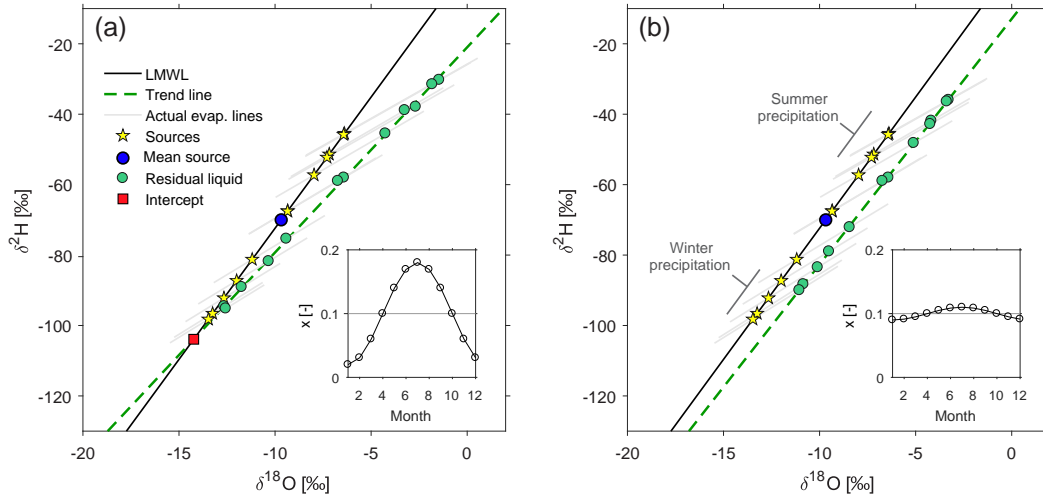 (a)
LMWL
Trend line
Actual evap. lines
Sources
Mean source
Residual liquid
Intercept
-20
-40
-60
-80
-100
-120
δ²H [‰]
-20
-15
-10
-5
0
δ¹⁸O [‰]
0.2
0.1
0
x [-]
2 4 6 8 10 12
Month
(b)
Summer
precipitation
Winter
precipitation
-20
-40
-60
-80
-100
-120
δ²H [‰]
-20
-15
-10
-5
0
δ¹⁸O [‰]
0.2
0.1
0
x [-]
2 4 6 8 10 12
Month